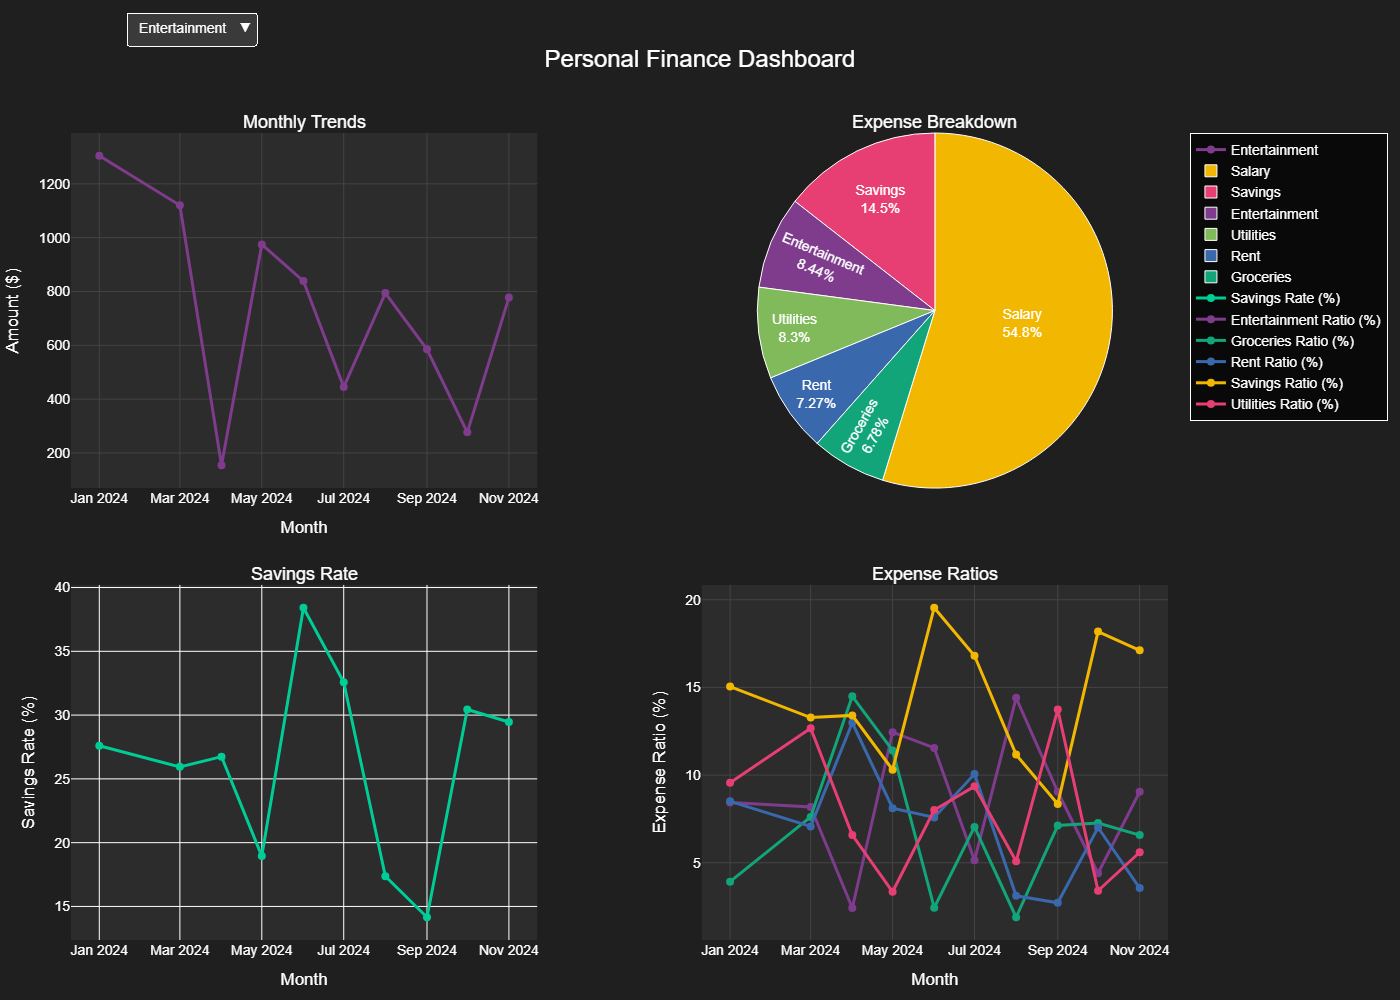 Entertainment ▼
Personal Finance Dashboard
Monthly Trends
1200
1000
800
600
400
200
Amount ($)
Jan 2024 Mar 2024 May 2024 Jul 2024 Sep 2024 Nov 2024
Month
Expense Breakdown
Savings
14.5%
Entertainment
8.44%
Utilities
8.3%
Rent
7.27%
Groceries
6.78%
Salary
54.8%
Entertainment
Salary
Savings
Entertainment
Utilities
Rent
Groceries
Savings Rate (%)
Entertainment Ratio (%)
Groceries Ratio (%)
Rent Ratio (%)
Savings Ratio (%)
Utilities Ratio (%)
Savings Rate
40
35
30
25
20
15
Savings Rate (%)
Jan 2024 Mar 2024 May 2024 Jul 2024 Sep 2024 Nov 2024
Month
Expense Ratios
20
15
10
5
Expense Ratio (%)
Jan 2024 Mar 2024 May 2024 Jul 2024 Sep 2024 Nov 2024
Month